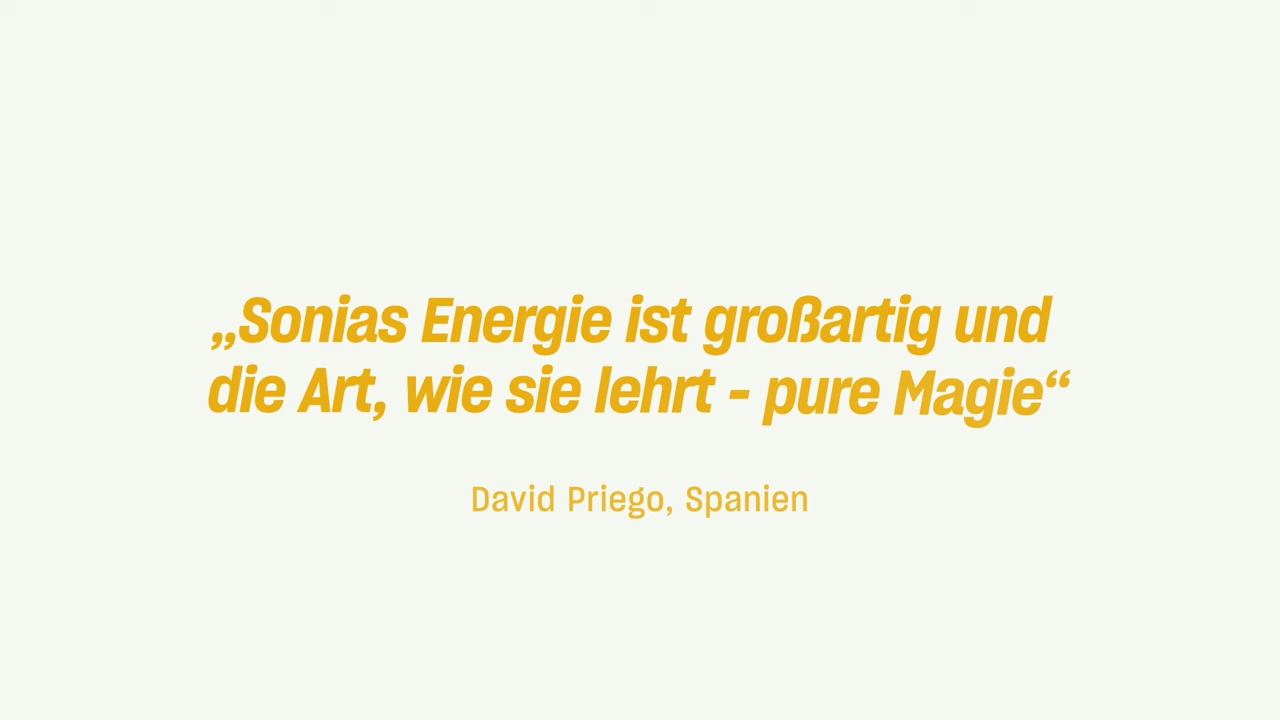 „Sonias Energie ist großartig und
die Art, wie sie lehrt - pure Magie“
David Priego, Spanien